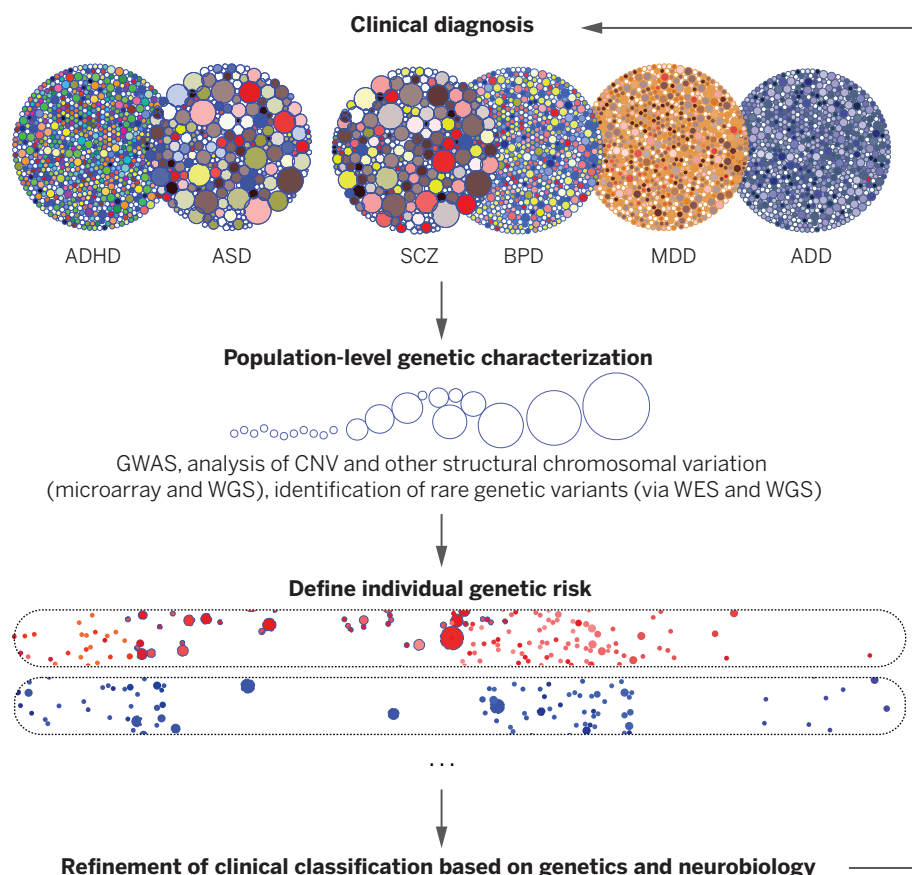 Clinical diagnosis
ADHD
ASD
SCZ
BPD
MDD
ADD
Population-level genetic characterization
GWAS, analysis of CNV and other structural chromosomal variation
(microarray and WGS), identification of rare genetic variants (via WES and WGS)
Define individual genetic risk
...
Refinement of clinical classification based on genetics and neurobiology